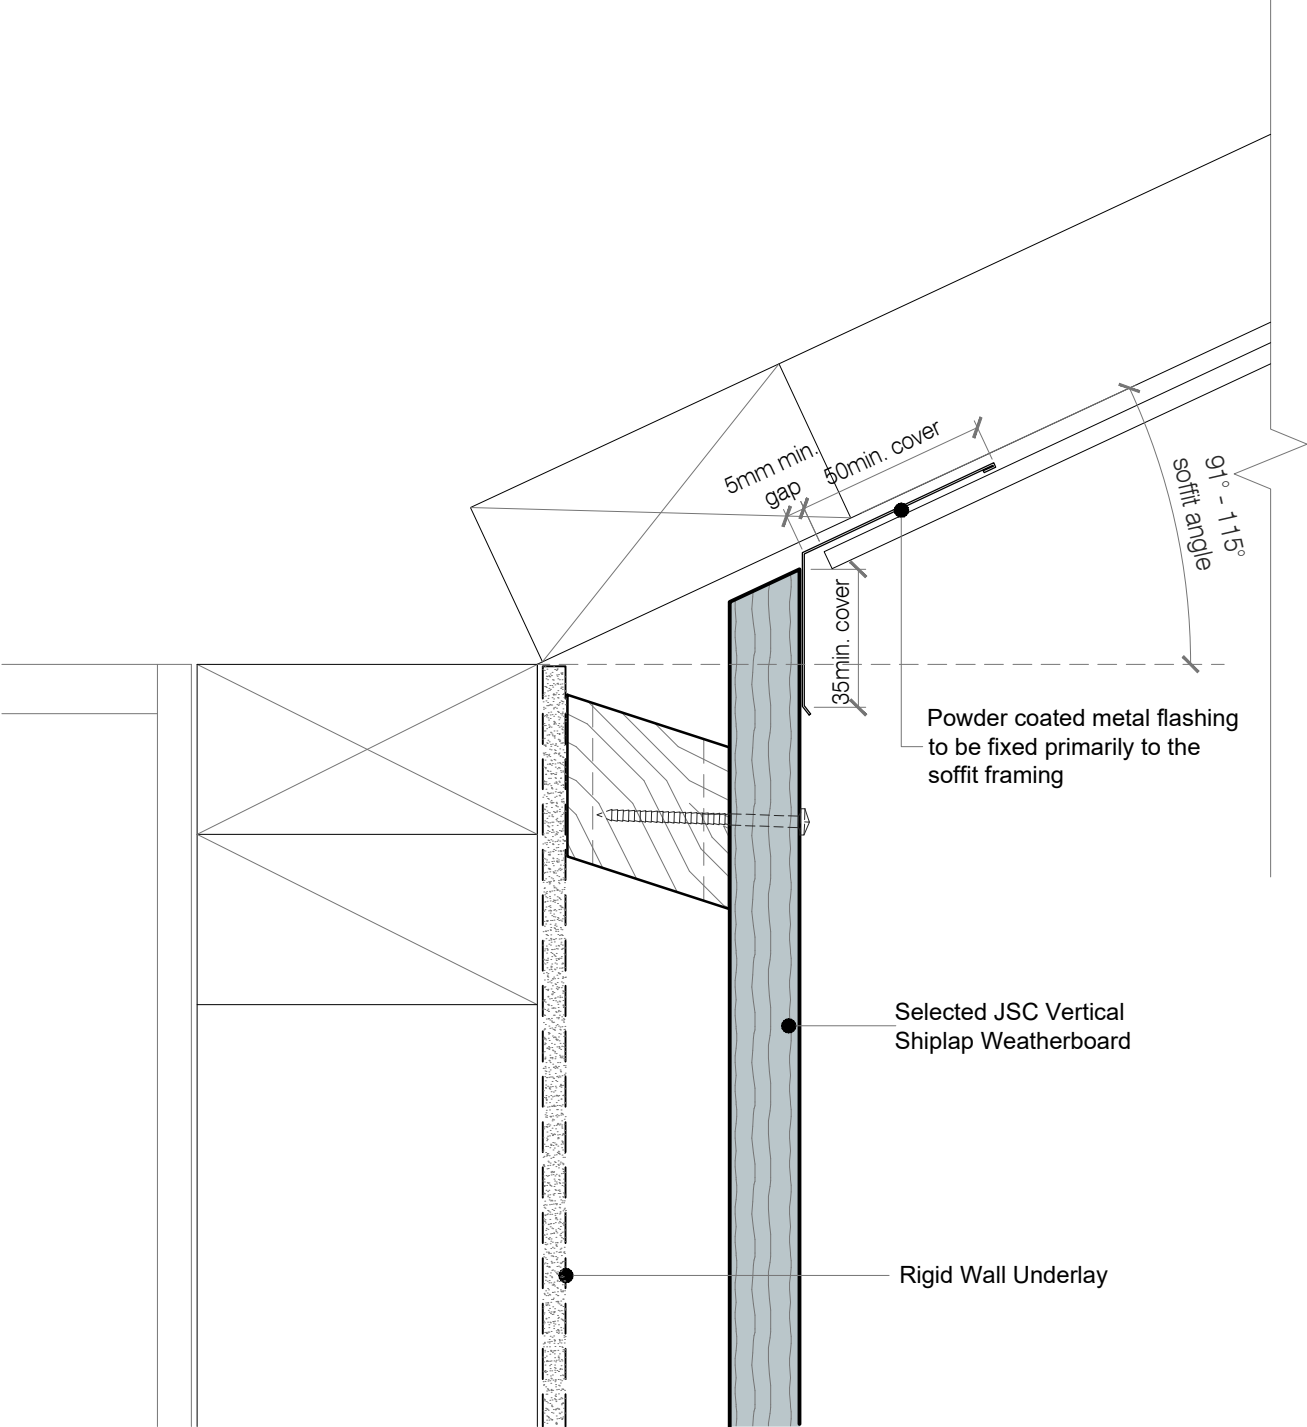 5mm min.
gap
50min. cover
91° - 115°
soffit angle
35min. cover
Powder coated metal flashing
to be fixed primarily to the
soffit framing
Selected JSC Vertical
Shiplap Weatherboard
Rigid Wall Underlay